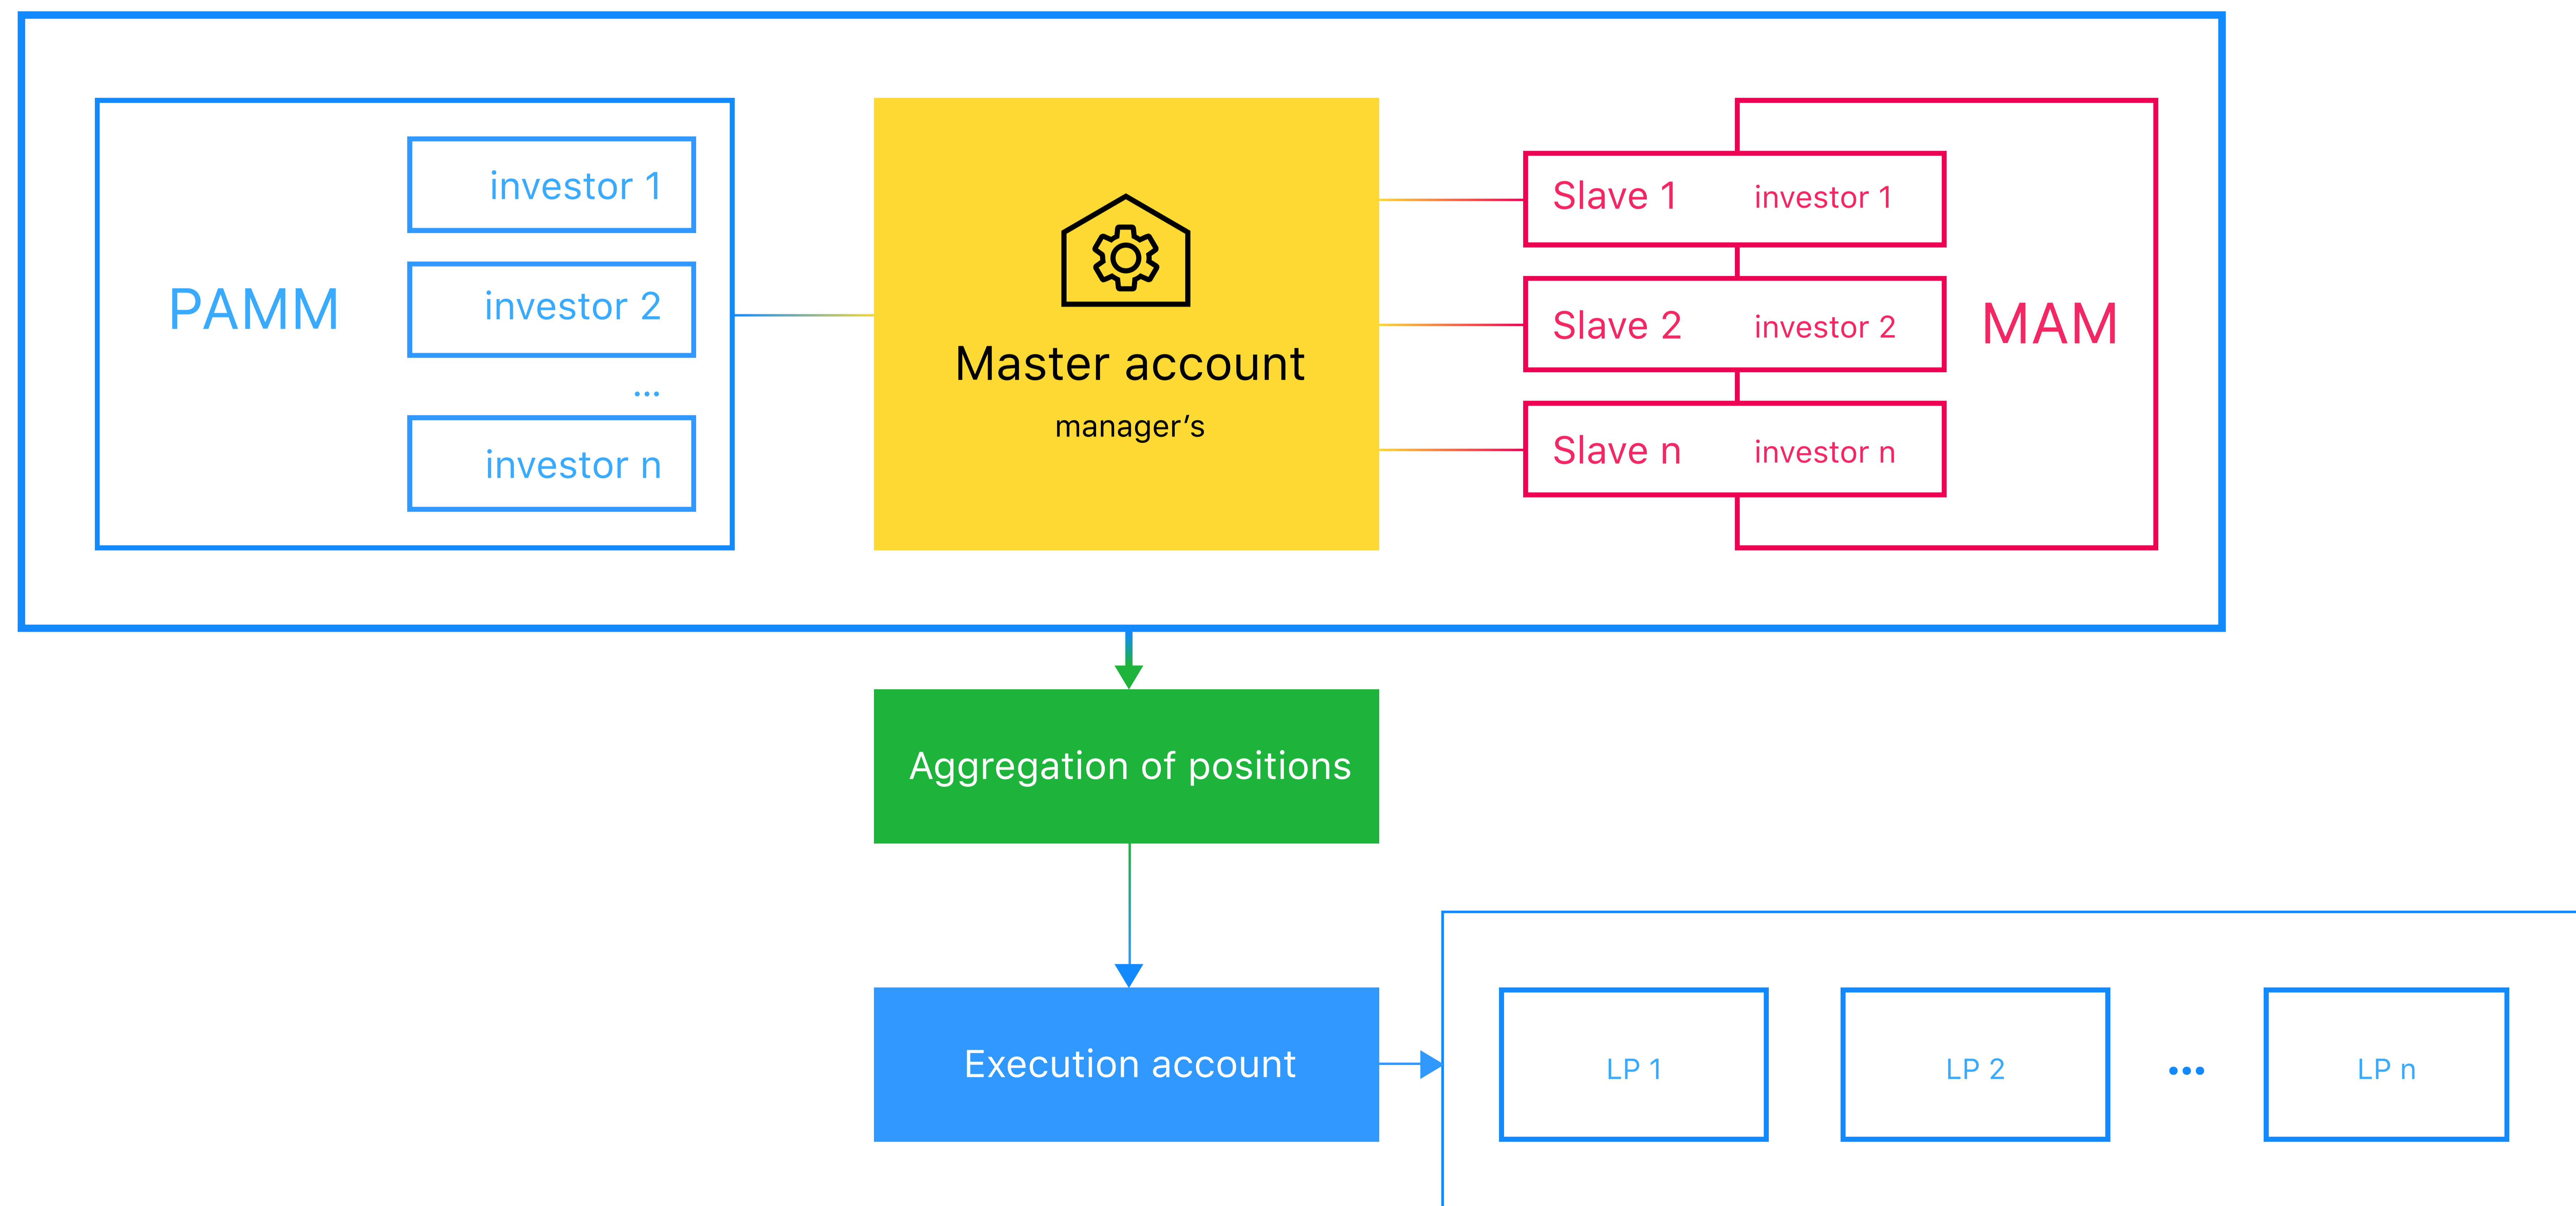 PAMM
investor 1
investor 2
...
investor n
Master account
manager’s
Slave 1 investor 1
Slave 2 investor 2
Slave n investor n
MAM
Aggregation of positions
Execution account
LP 1
LP 2
...
LP n